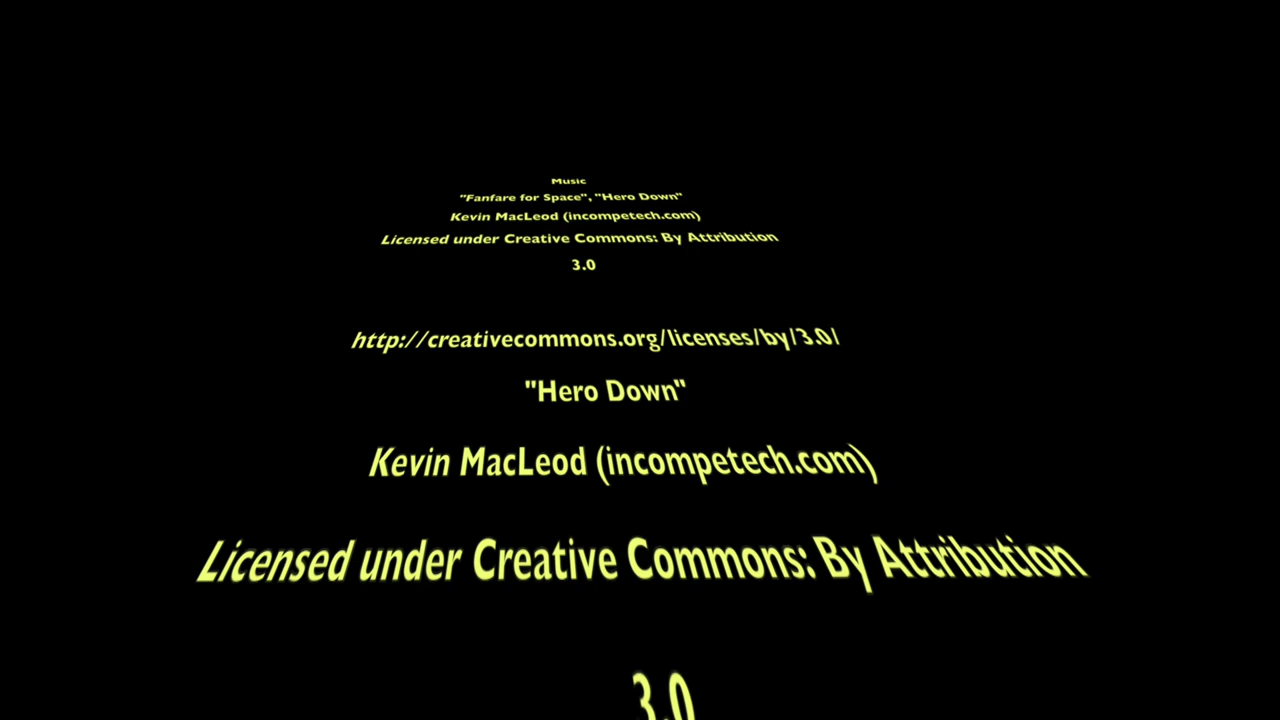 Music
"Fanfare for Space", "Hero Down"
Kevin MacLeod (incompetech.com)
Licensed under Creative Commons: By Attribution
3.0
http://creativecommons.org/licenses/by/3.0/
"Hero Down"
Kevin MacLeod (incompetech.com)
Licensed under Creative Commons: By Attribution
3.0